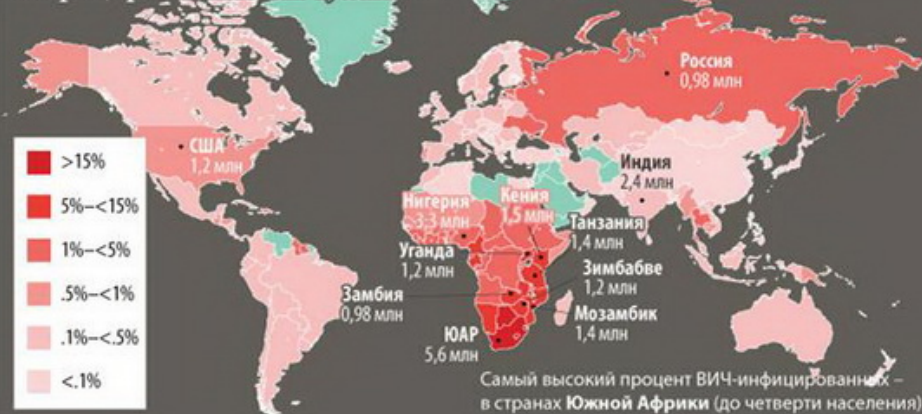 Россия
0,98 млн
США
1,2 млн
>15%
5%–<15%
1%–<5%
.5%–<1%
.1%–<.5%
<.1%
Индия
2,4 млн
Нигерия
3,3 млн
Кения
1,5 млн
Танзания
1,4 млн
Уганда
1,2 млн
Зимбабве
1,2 млн
Замбия
0,98 млн
Мозамбик
1,4 млн
ЮАР
5,6 млн
Самый высокий процент ВИЧ-инфицированных –
в странах Южной Африки (до четверти населения)